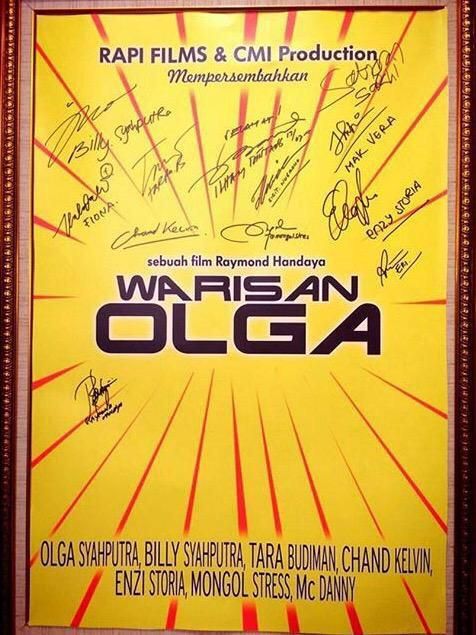 RAPI FILMS & CMI Production
Mempersembahkan
Billy SYAHPUTRA
MAK VERA
FIONA
Chand Kelvin
ENZY STORIA
sebuah film Raymond Handaya
WARISAN
OLGA
OLGA SYAHPUTRA, BILLY SYAHPUTRA, TARA BUDIMAN, CHAND KELVIN,
ENZI STORIA, MONGOL STRESS, Mc DANNY